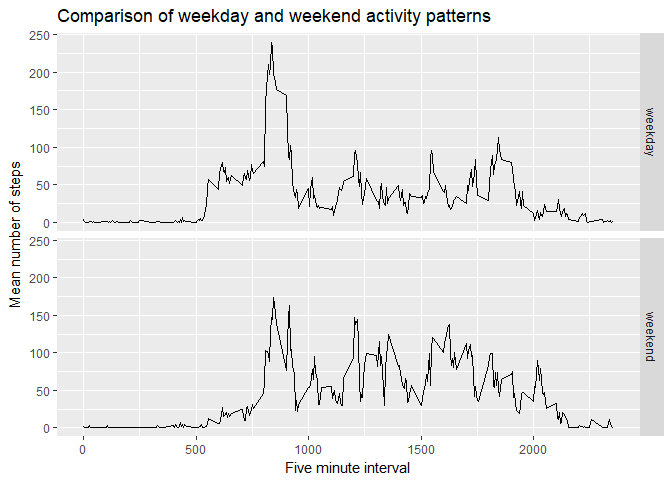 Comparison of weekday and weekend activity patterns
250
200
150
100
50
0
weekday
Mean number of steps
250
200
150
100
50
0
weekend
0 500 1000 1500 2000
Five minute interval